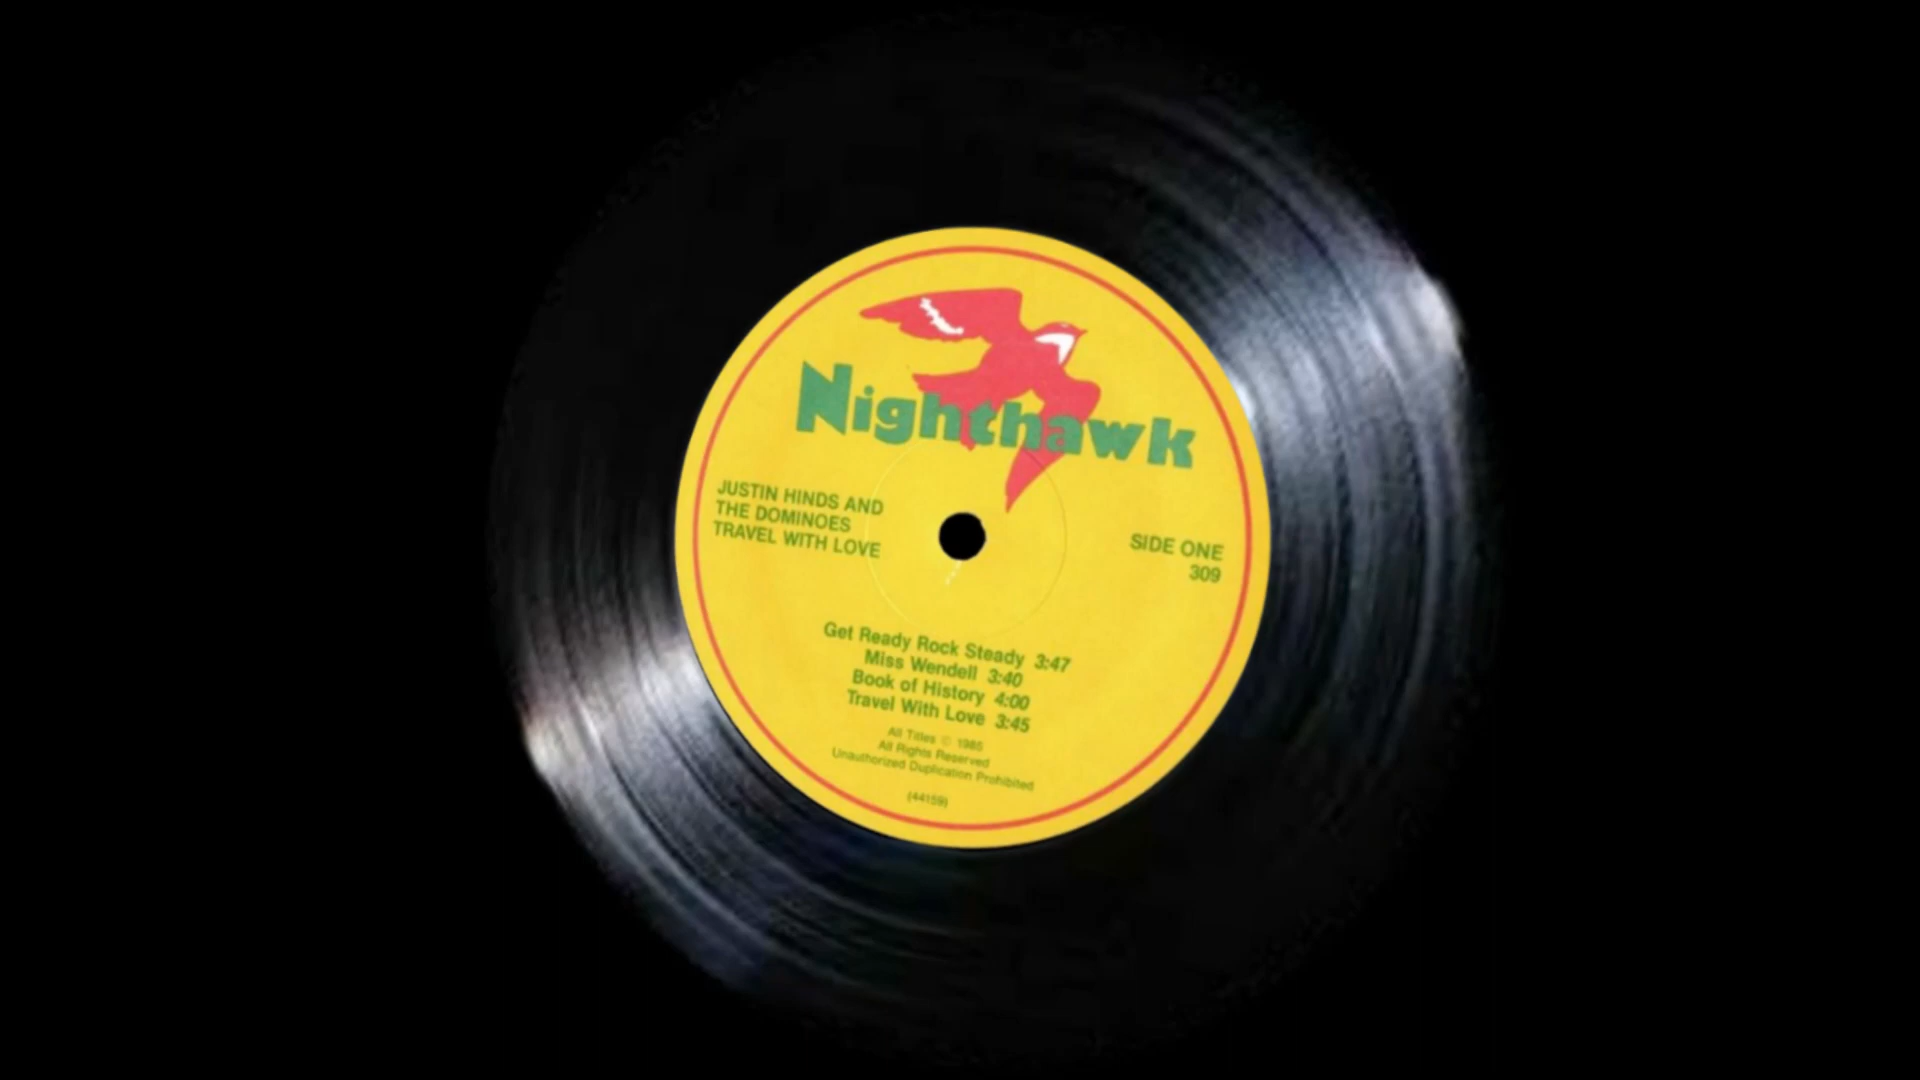 Nighthawk
JUSTIN HINDS AND
THE DOMINOES
TRAVEL WITH LOVE
SIDE ONE
309
Get Ready Rock Steady 3:47
Miss Wendell 3:40
Book of History 4:00
Travel With Love 3:45
All Titles © 1985
All Rights Reserved
Unauthorized Duplication Prohibited
(44159)